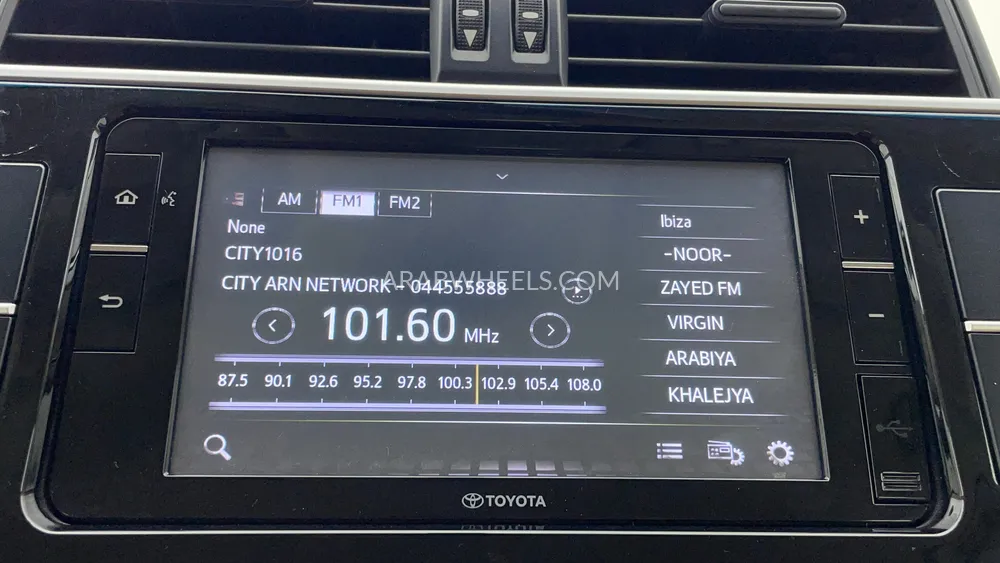 AM FM1 FM2
None
CITY1016
CITY ARN NETWORK - 044555888
101.60 MHz
87.5 90.1 92.6 95.2 97.8 100.3 102.9 105.4 108.0
Ibiza
-NOOR-
ZAYED FM
VIRGIN
ARABIYA
KHALEJYA
+
-
TOYOTA
ARABWHEELS.COM